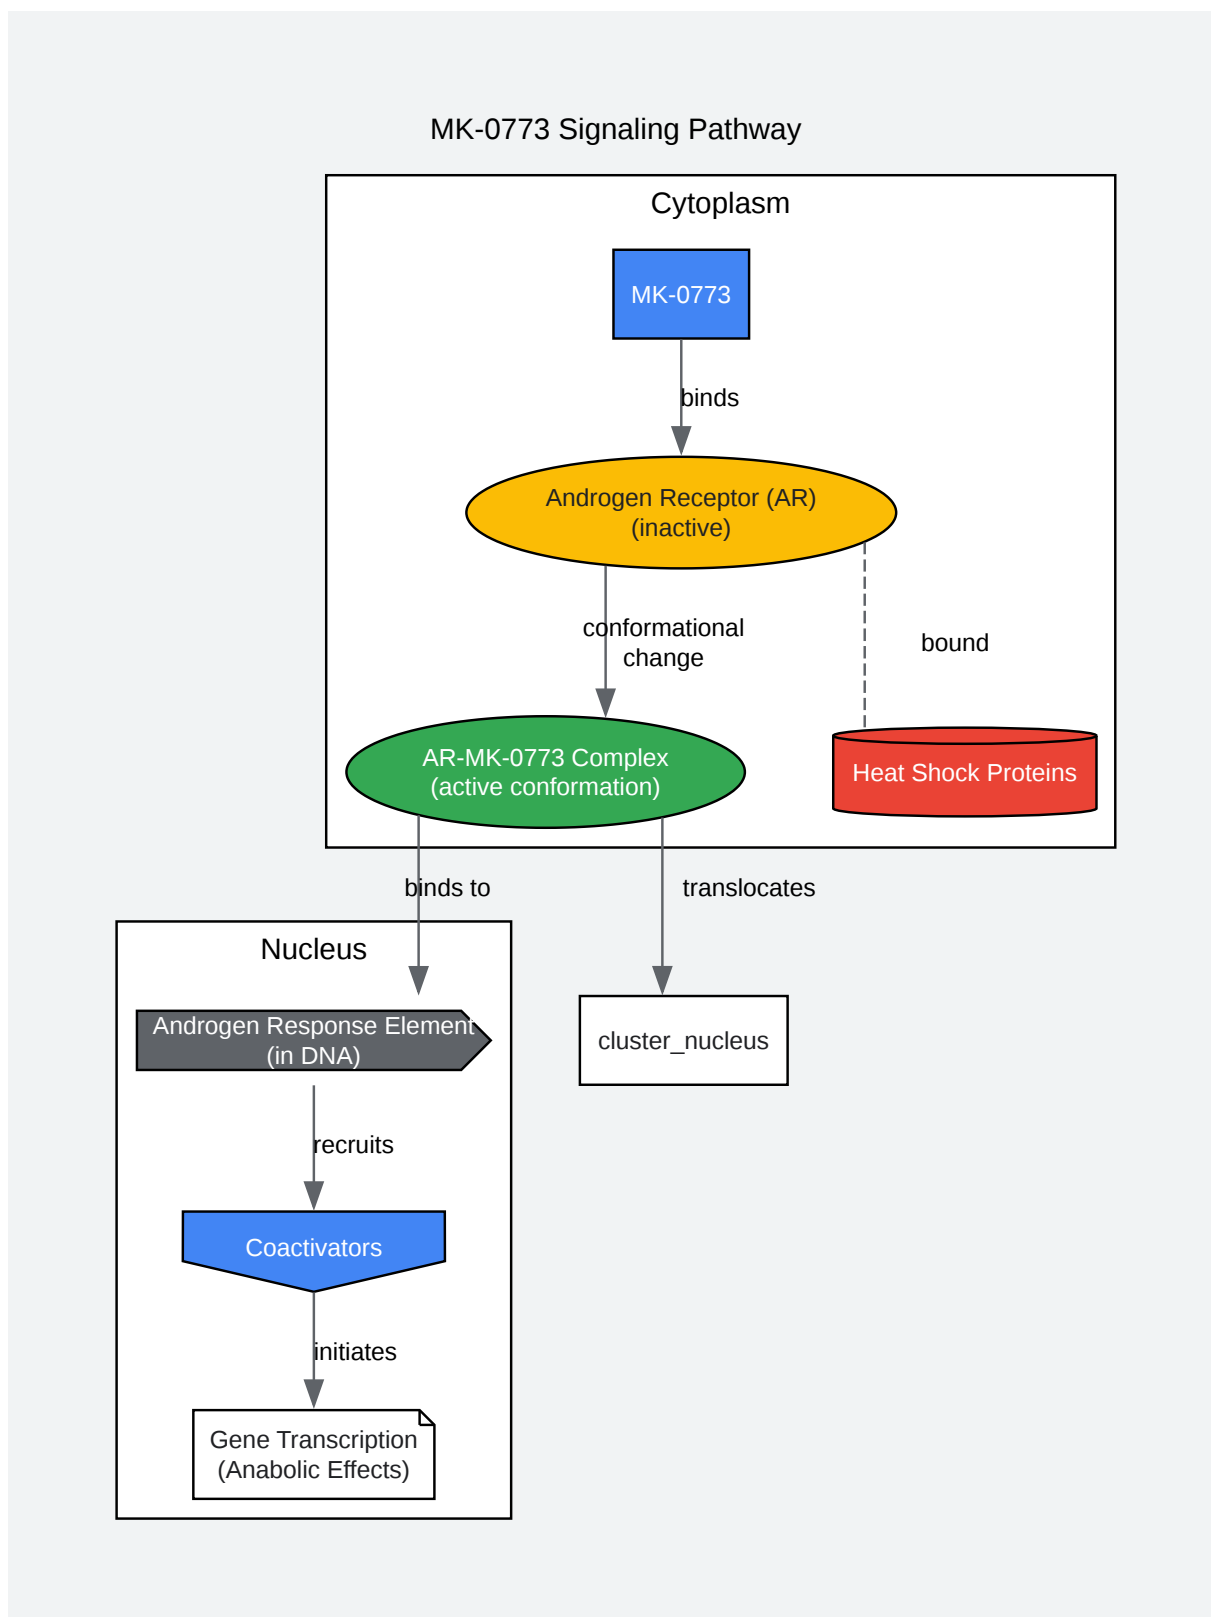 MK-0773 Signaling Pathway
Cytoplasm
MK-0773
binds
Androgen Receptor (AR)
(inactive)
conformational
change
bound
AR-MK-0773 Complex
(active conformation)
Heat Shock Proteins
binds to
translocates
Nucleus
Androgen Response Element
(in DNA)
cluster_nucleus
recruits
Coactivators
initiates
Gene Transcription
(Anabolic Effects)